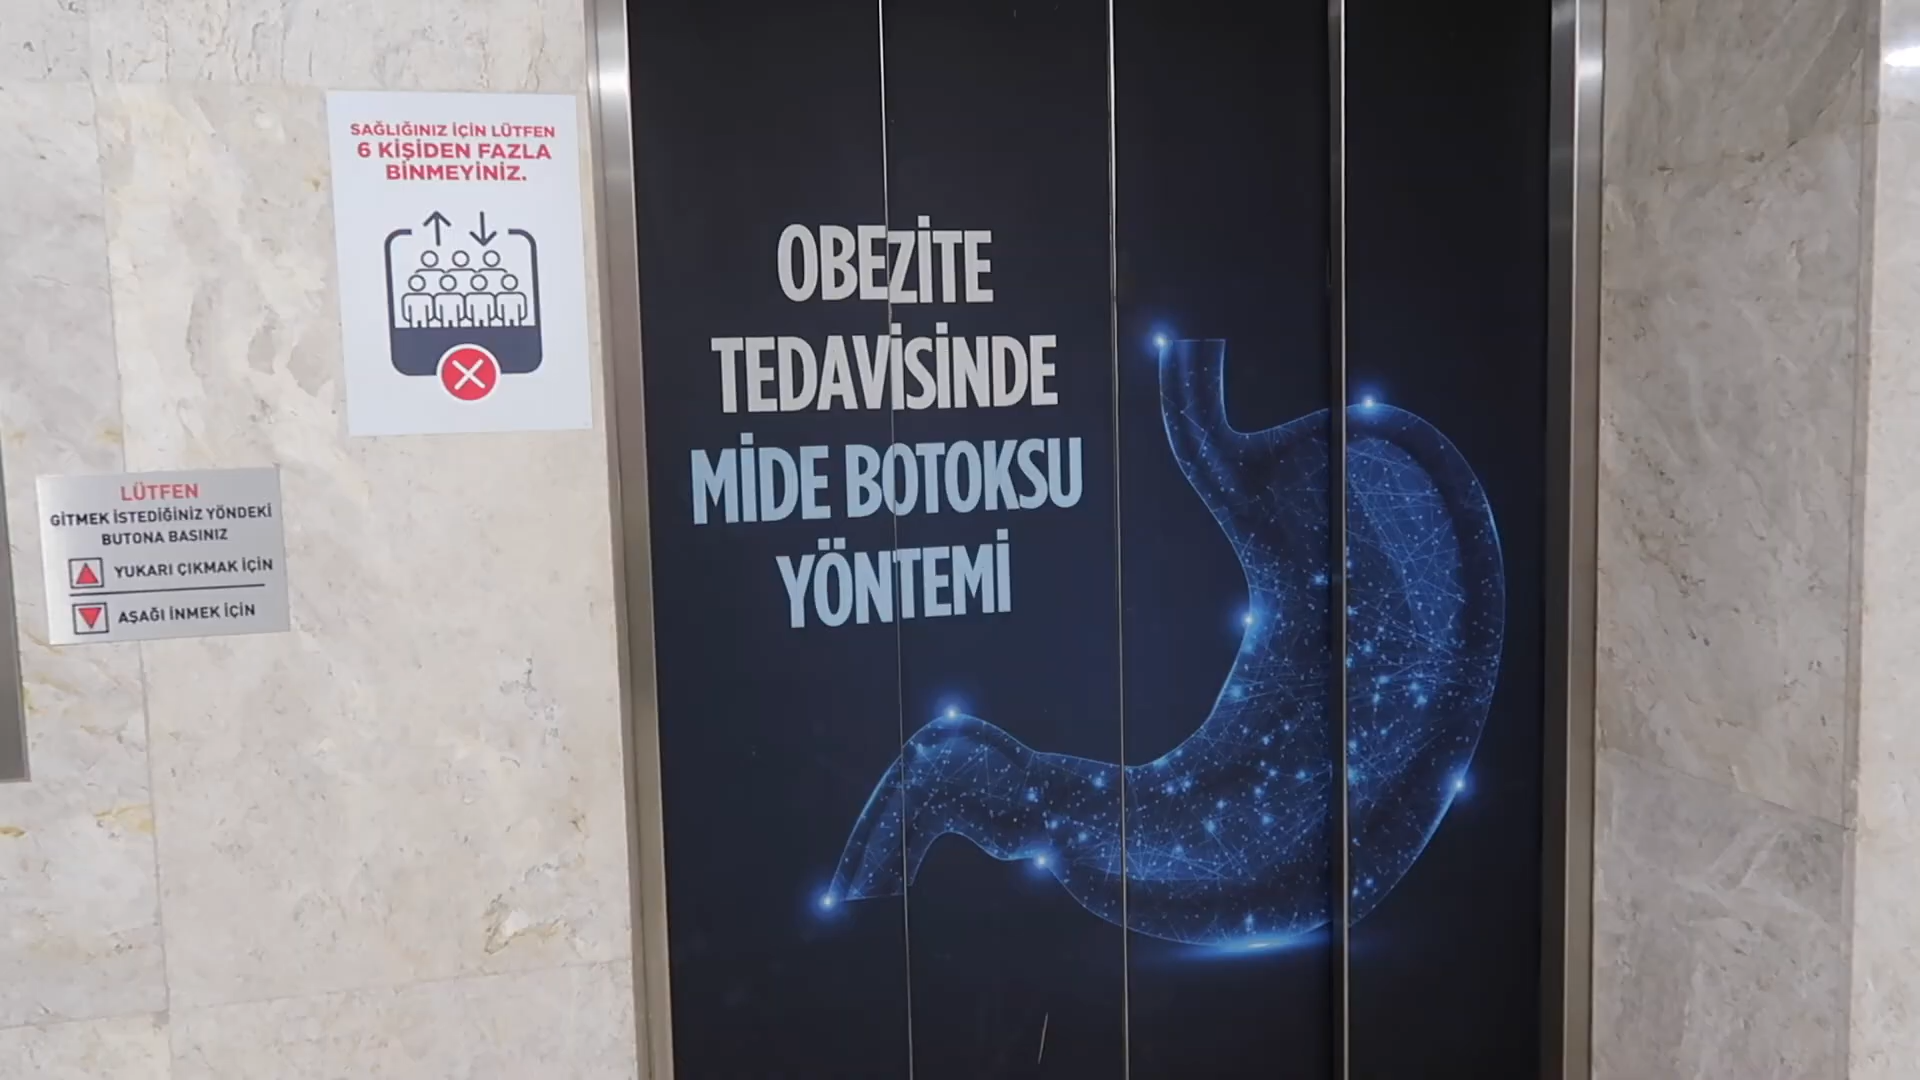 SAĞLIĞINIZ İÇİN LÜTFEN
6 KİŞİDEN FAZLA
BİNMEYİNİZ.
LÜTFEN
GİTMEK İSTEDİĞİNİZ YÖNDEKİ
BUTONA BASINIZ
YUKARI ÇIKMAK İÇİN
AŞAĞI İNMEK İÇİN
OBEZİTE
TEDAVİSİNDE
MİDE BOTOKSU
YÖNTEMİ